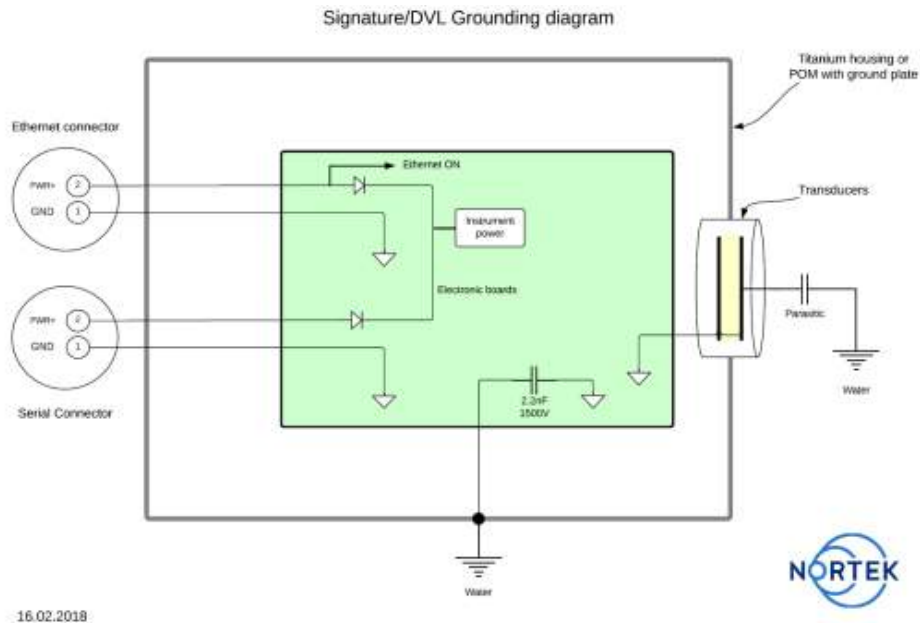 Signature/DVL Grounding diagram
Titanium housing or
POM with ground plate
Ethernet connector
Ethernet ON
PWR+ 2
GND 1
Transducers
Instrument
power
Electronic boards
PWR+ 2
GND 1
Parasitic
2.2nF
1500V
Water
Serial Connector
Water
NORTEK
16.02.2018